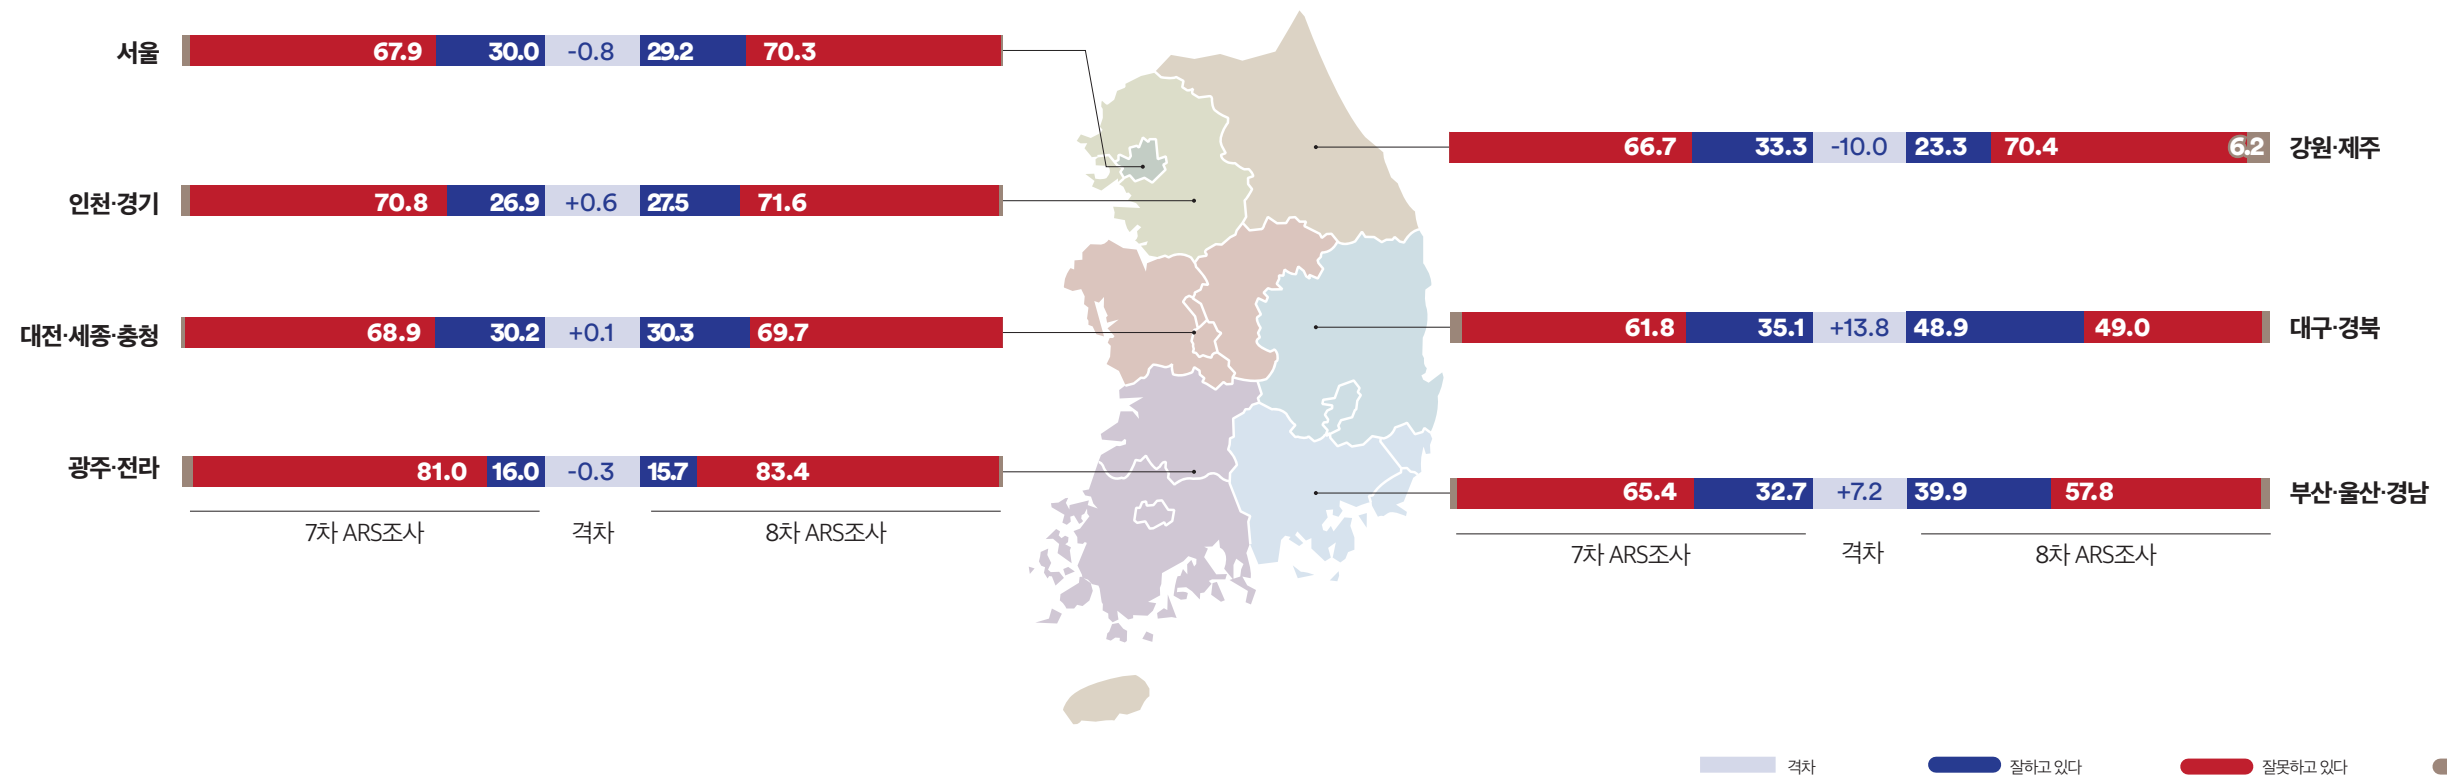 서울 67.9 30.0 -0.8 29.2 70.3
인천·경기 70.8 26.9 +0.6 27.5 71.6
대전·세종·충청 68.9 30.2 +0.1 30.3 69.7
광주·전라 81.0 16.0 -0.3 15.7 83.4
7차 ARS조사 격차 8차 ARS조사
66.7 33.3 -10.0 23.3 70.4 6.2 강원·제주
61.8 35.1 +13.8 48.9 49.0 대구·경북
65.4 32.7 +7.2 39.9 57.8 부산·울산·경남
7차 ARS조사 격차 8차 ARS조사
격차 잘하고 있다 잘못하고 있다